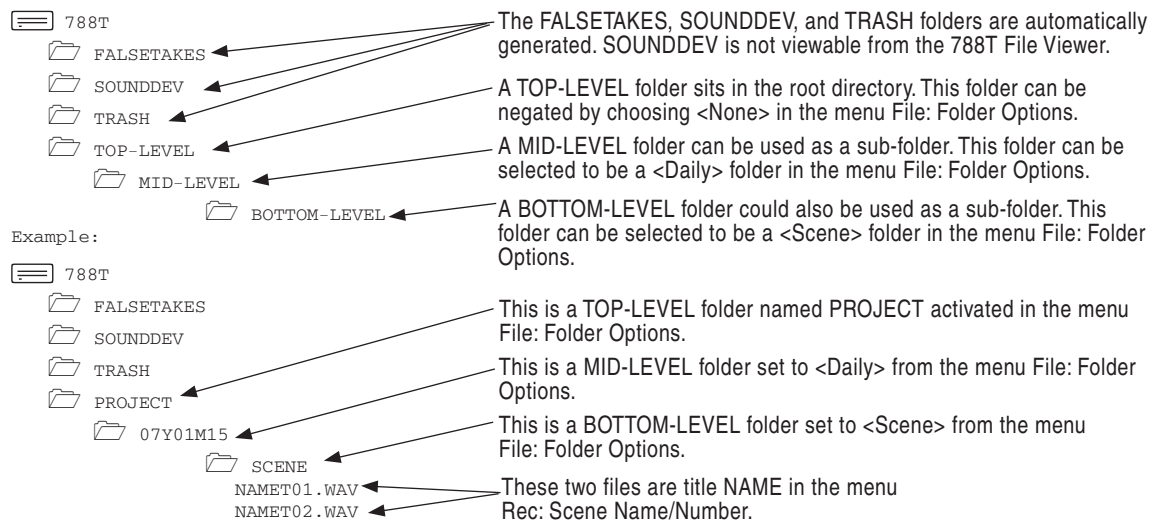 788T
FALSETAKES
SOUNDDEV
TRASH
TOP-LEVEL
MID-LEVEL
BOTTOM-LEVEL
The FALSETAKES, SOUNDDEV, and TRASH folders are automatically
generated. SOUNDDEV is not viewable from the 788T File Viewer.
A TOP-LEVEL folder sits in the root directory. This folder can be
negated by choosing <None> in the menu File: Folder Options.
A MID-LEVEL folder can be used as a sub-folder. This folder can be
selected to be a <Daily> folder in the menu File: Folder Options.
A BOTTOM-LEVEL folder could also be used as a sub-folder. This
folder can be selected to be a <Scene> folder in the menu File: Folder
Options.
Example:
788T
FALSETAKES
SOUNDDEV
TRASH
PROJECT
07Y01M15
SCENE
NAMET01.WAV
NAMET02.WAV
This is a TOP-LEVEL folder named PROJECT activated in the menu
File: Folder Options.
This is a MID-LEVEL folder set to <Daily> from the menu File: Folder
Options.
This is a BOTTOM-LEVEL folder set to <Scene> from the menu
File: Folder Options.
These two files are title NAME in the menu
Rec: Scene Name/Number.